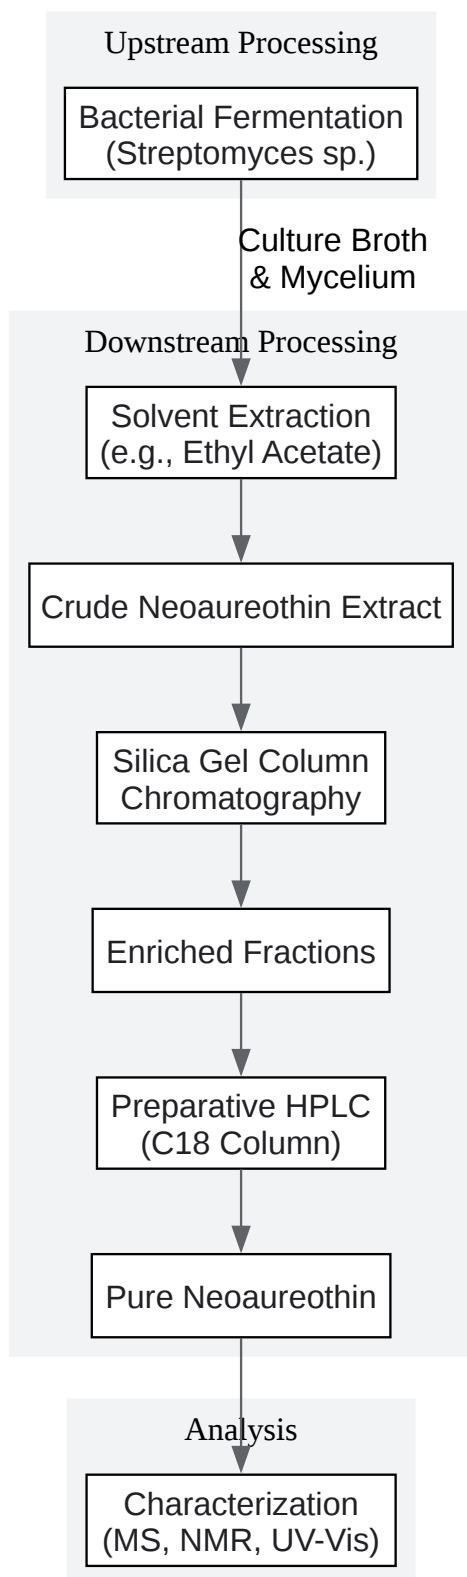 Upstream Processing
Bacterial Fermentation
(Streptomyces sp.)
Culture Broth
& Mycelium
Downstream Processing
Solvent Extraction
(e.g., Ethyl Acetate)
Crude Neoaureothin Extract
Silica Gel Column
Chromatography
Enriched Fractions
Preparative HPLC
(C18 Column)
Pure Neoaureothin
Analysis
Characterization
(MS, NMR, UV-Vis)